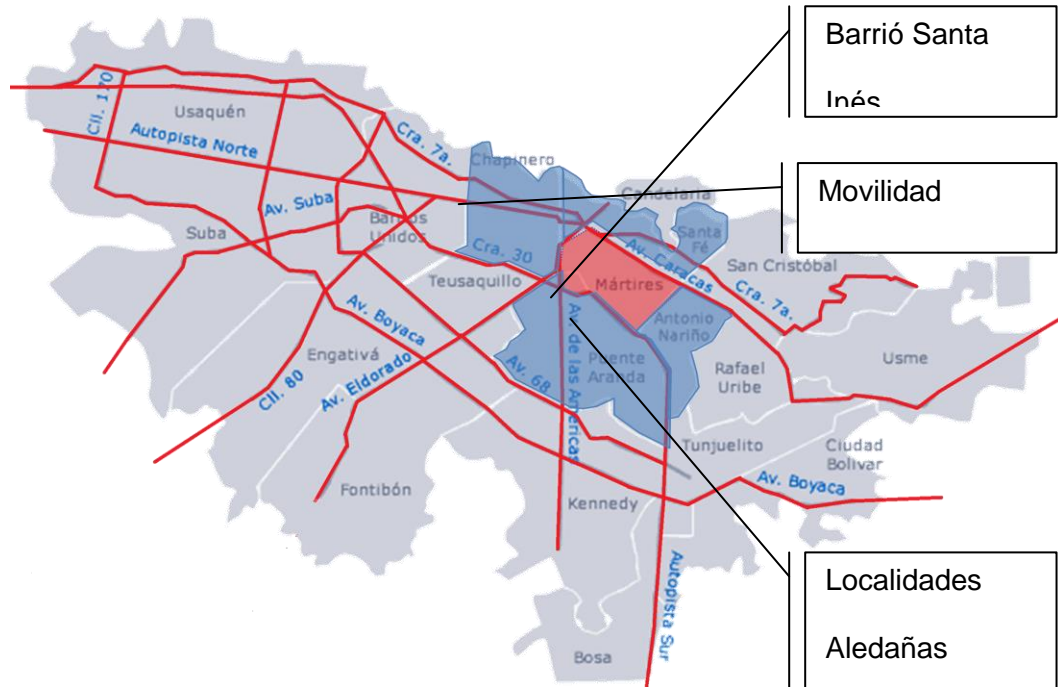 Barrió Santa
Inés
Movilidad
Localidades
Aledañas
Cll. 170
Usaquén
Autopista Norte
Cra. 7a.
Chapinero
Candelaria
Av. Suba
Barrios
Unidos
Suba
Santa
Fé
Cra. 30
Av. Caracas
San Cristóbal
Teusaquillo
Mártires
Cra. 7a.
Av. Boyaca
Antonio
Nariño
Engativá
Av. de las Americas
Puente
Aranda
Usme
Cll. 80
Av. Eldorado
Av. 68
Rafael
Uribe
Tunjuelito
Ciudad
Bolivar
Fontibón
Kennedy
Av. Boyaca
Autopista Sur
Bosa